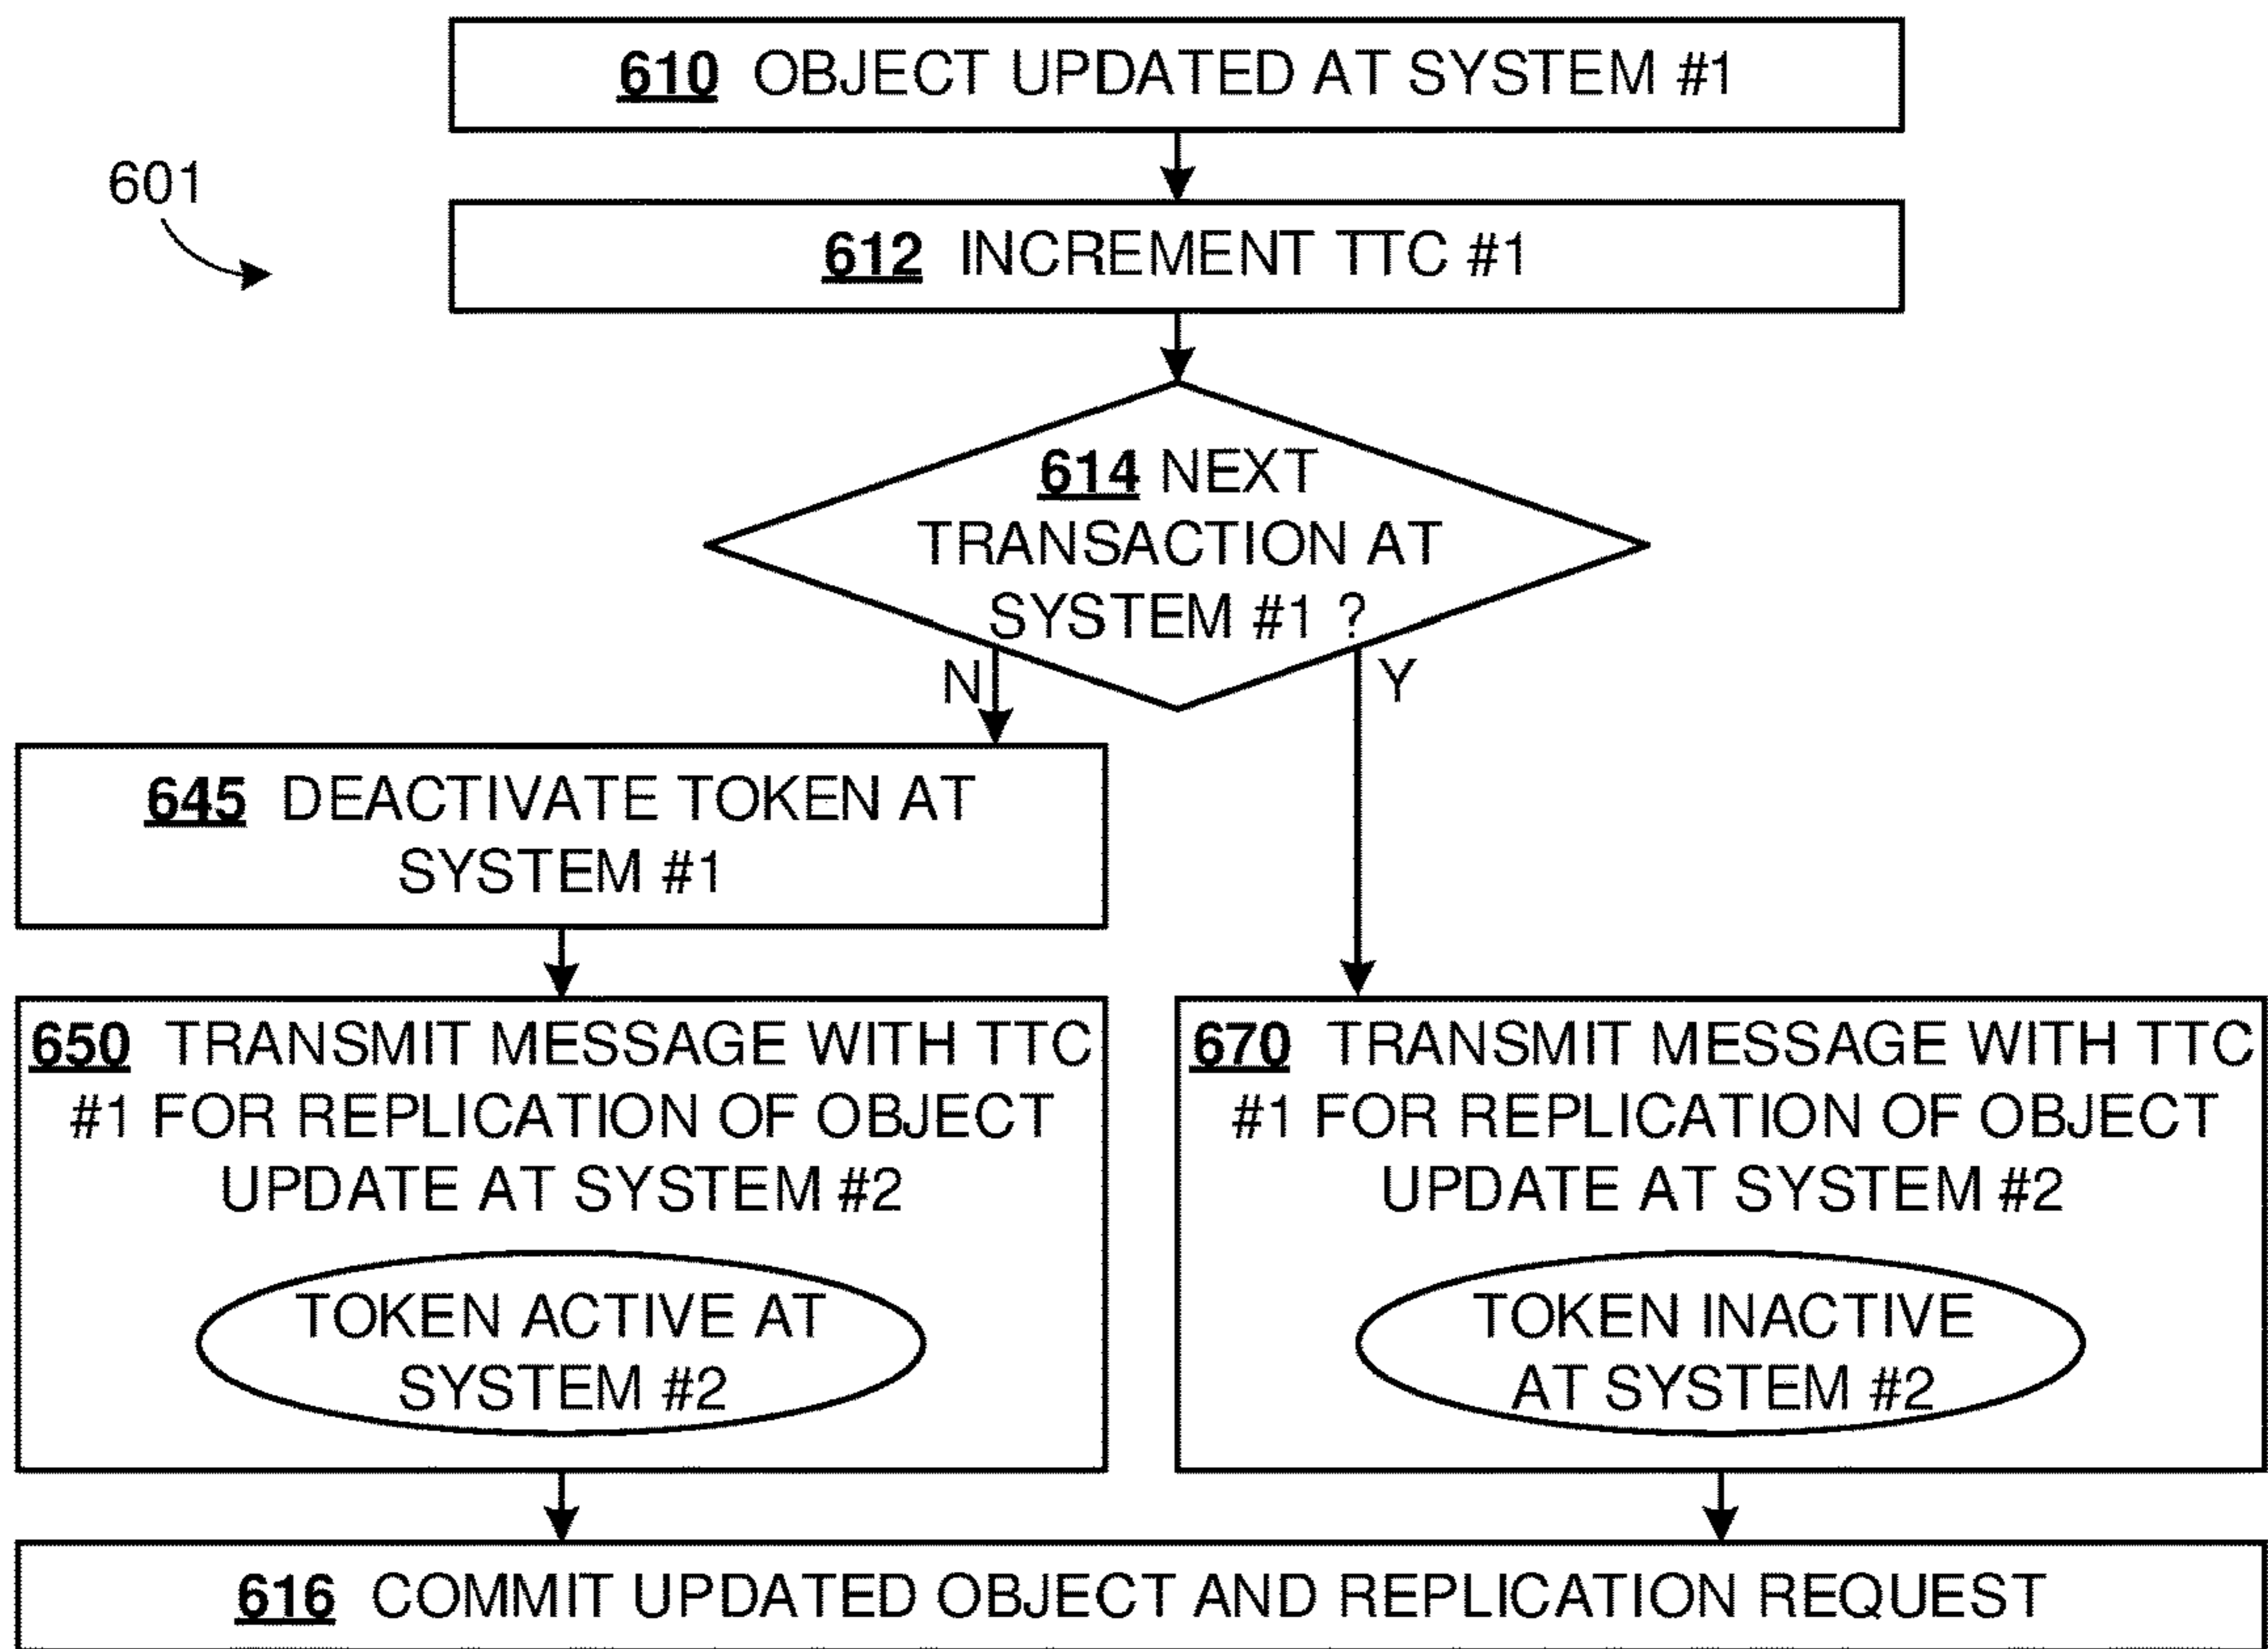 610 OBJECT UPDATED AT SYSTEM #1
601
612 INCREMENT TTC #1
614 NEXT
TRANSACTION AT
SYSTEM #1 ?
N
Y
645 DEACTIVATE TOKEN AT
SYSTEM #1
650 TRANSMIT MESSAGE WITH TTC
#1 FOR REPLICATION OF OBJECT
UPDATE AT SYSTEM #2
TOKEN ACTIVE AT
SYSTEM #2
670 TRANSMIT MESSAGE WITH TTC
#1 FOR REPLICATION OF OBJECT
UPDATE AT SYSTEM #2
TOKEN INACTIVE
AT SYSTEM #2
616 COMMIT UPDATED OBJECT AND REPLICATION REQUEST